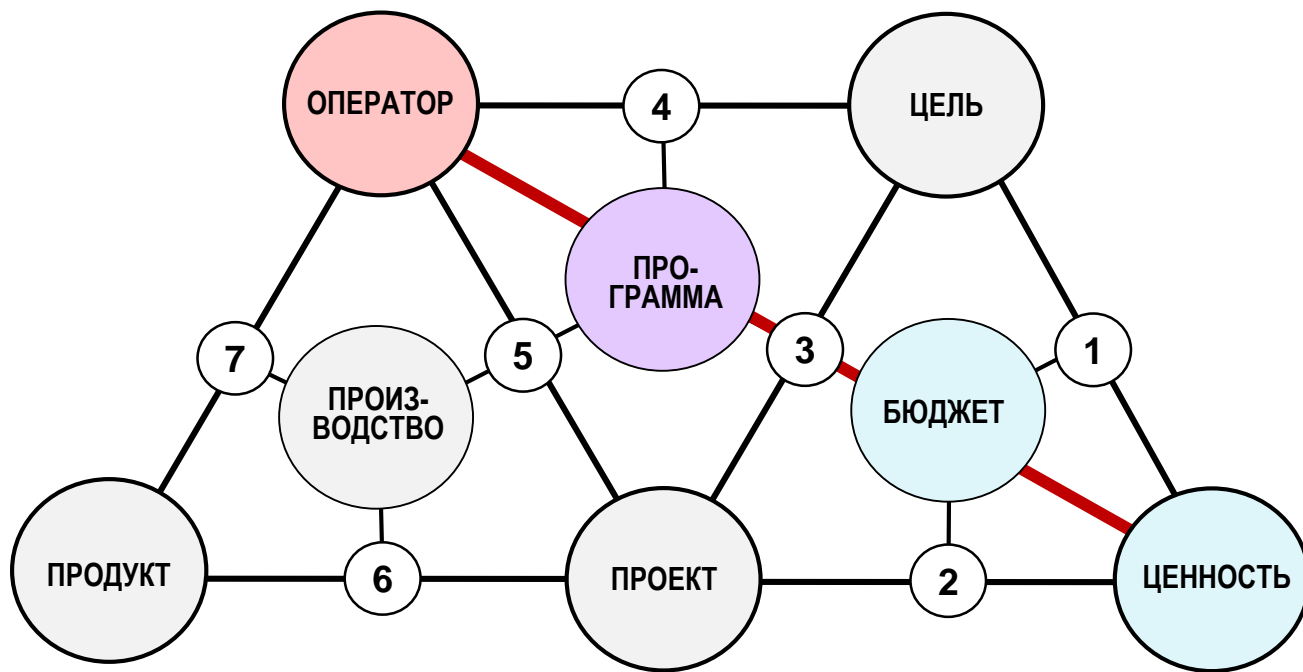 ОПЕРАТОР
4
ЦЕЛЬ
ПРО-
ГРАММА
7
5
3
1
ПРОИЗ-
ВОДСТВО
БЮДЖЕТ
ПРОДУКТ
6
ПРОЕКТ
2
ЦЕННОСТЬ